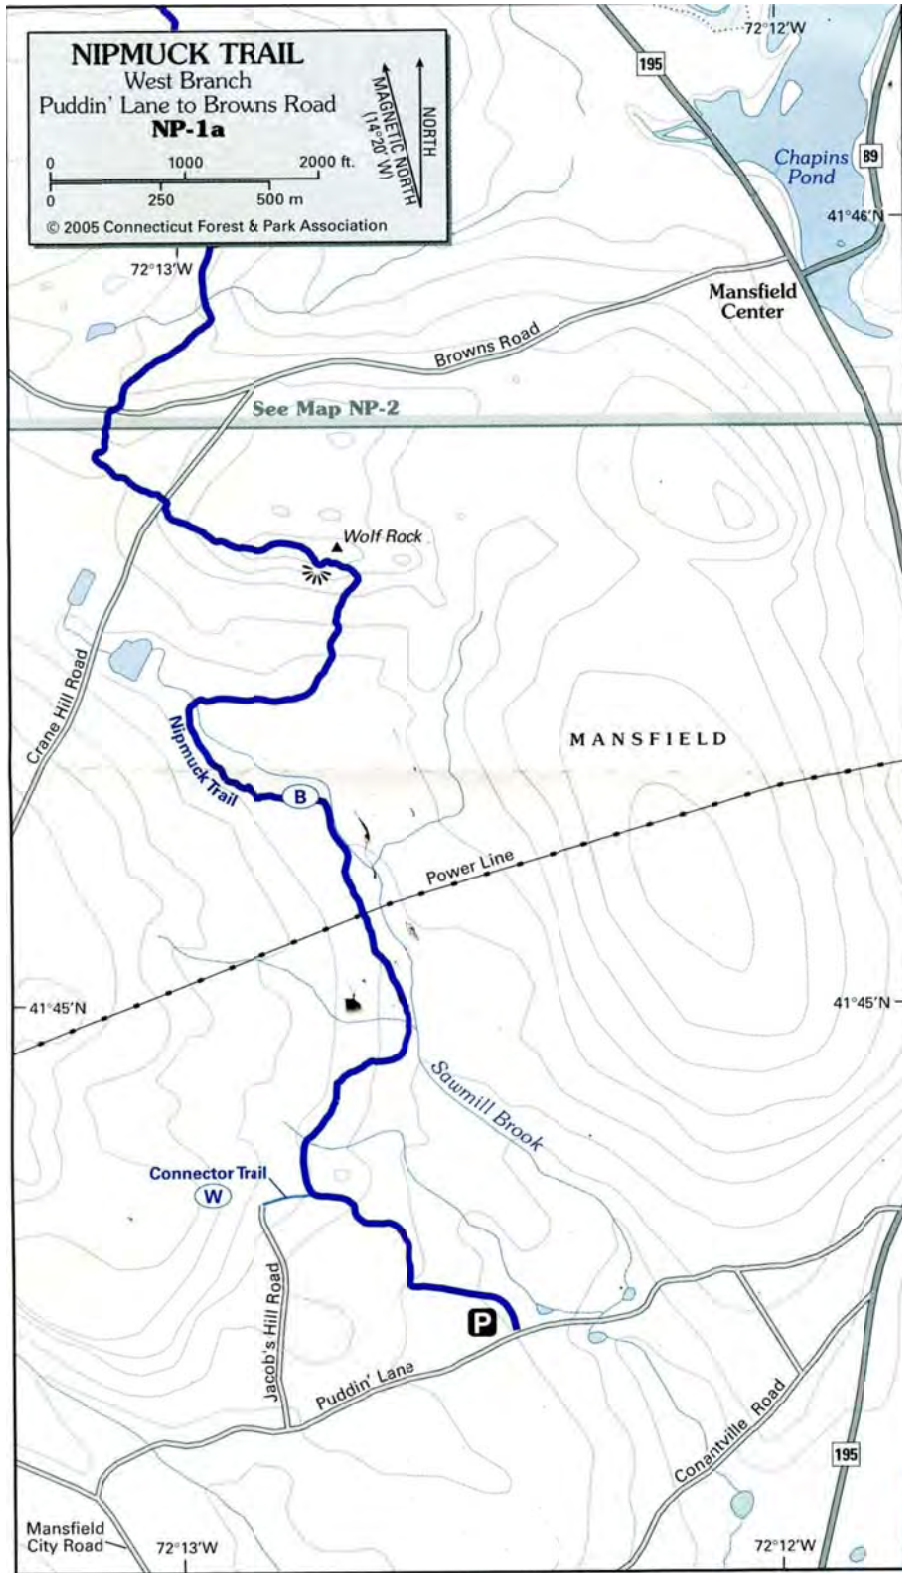 NIPMUCK TRAIL
West Branch
Puddin' Lane to Browns Road
NP-1a
0 1000 2000 ft.
0 250 500 m
© 2005 Connecticut Forest & Park Association
MAGNETIC NORTH
(14°20' W)
NORTH
72°12'W
195
Chapins
Pond
89
41°46'N
72°13'W
Mansfield
Center
Browns Road
See Map NP-2
Wolf Rock
Crane Hill Road
Nipmuck Trail
B
MANSFIELD
Power Line
41°45'N
41°45'N
Sawmill Brook
Connector Trail
W
Jacob's Hill Road
P
Puddin' Lane
Conantville Road
195
Mansfield
City Road
72°13'W
72°12'W